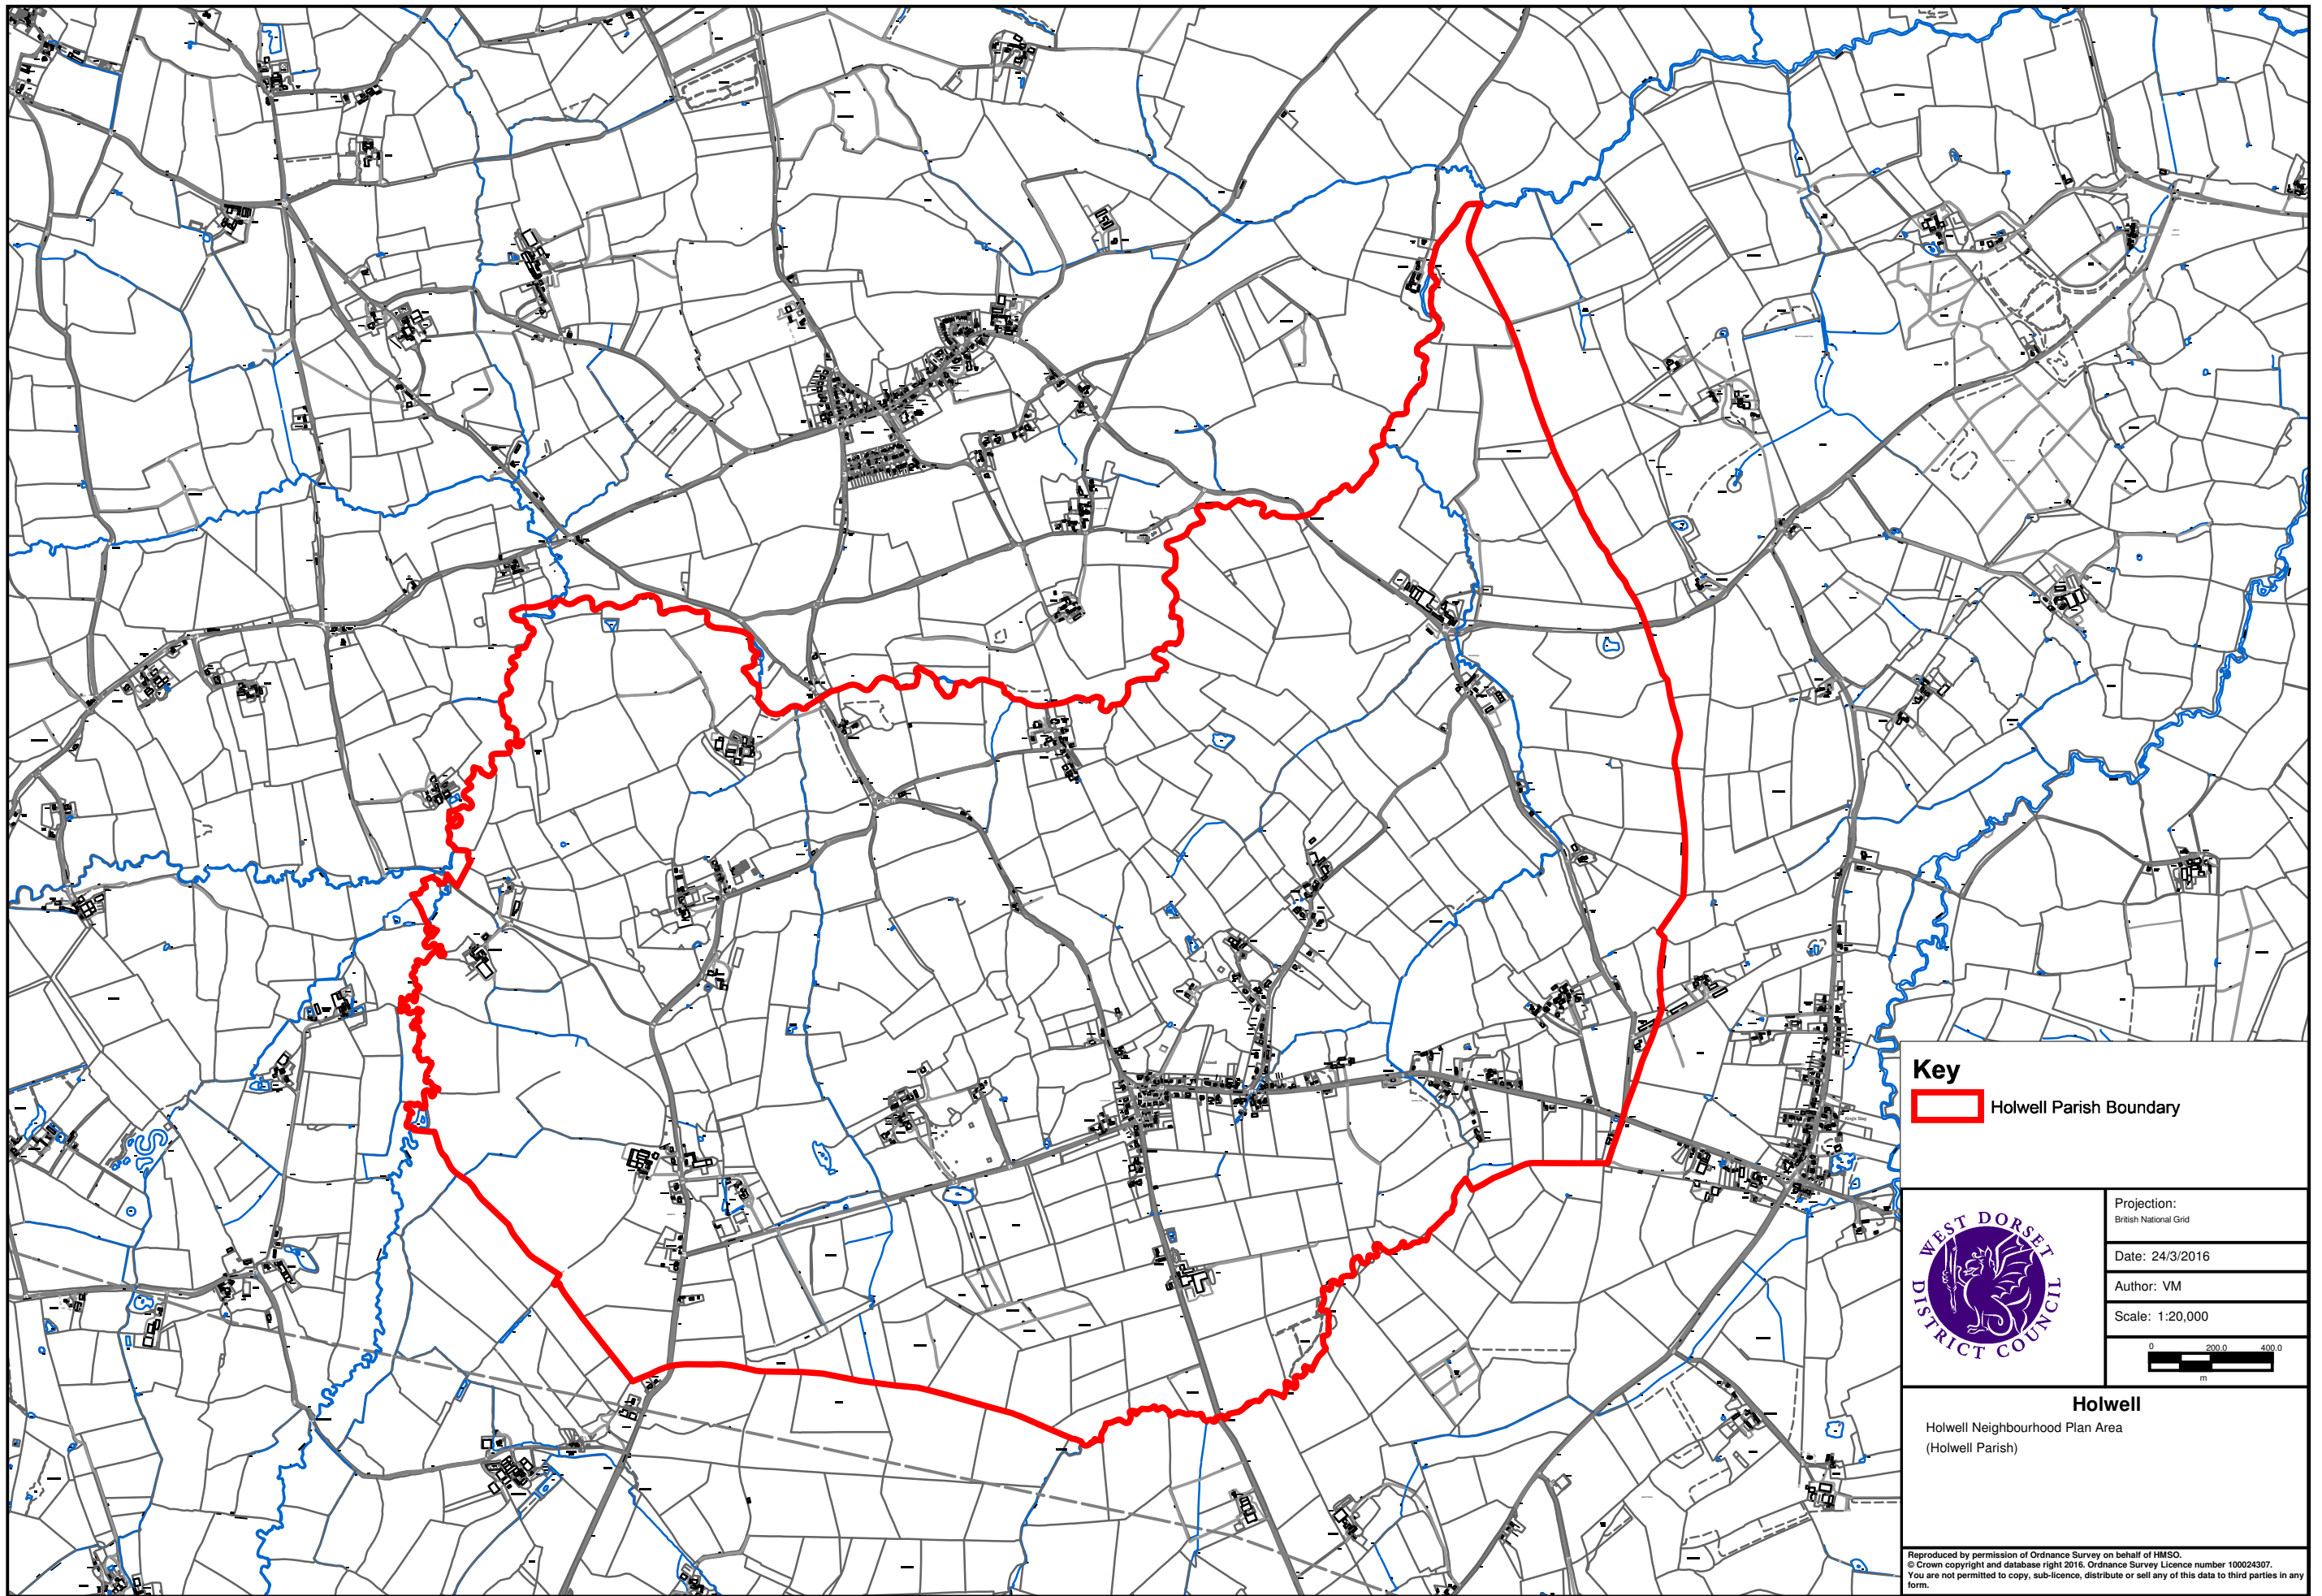 Holwell
King's Stag
Key
Holwell Parish Boundary
WEST DORSET
DISTRICT COUNCIL
Projection:
British National Grid
Date: 24/3/2016
Author: VM
Scale: 1:20,000
0 200.0 400.0
m
Holwell
Holwell Neighbourhood Plan Area
(Holwell Parish)
Reproduced by permission of Ordnance Survey on behalf of HMSO.
© Crown copyright and database right 2016. Ordnance Survey Licence number 100024307.
You are not permitted to copy, sub-licence, distribute or sell any of this data to third parties in any
form.